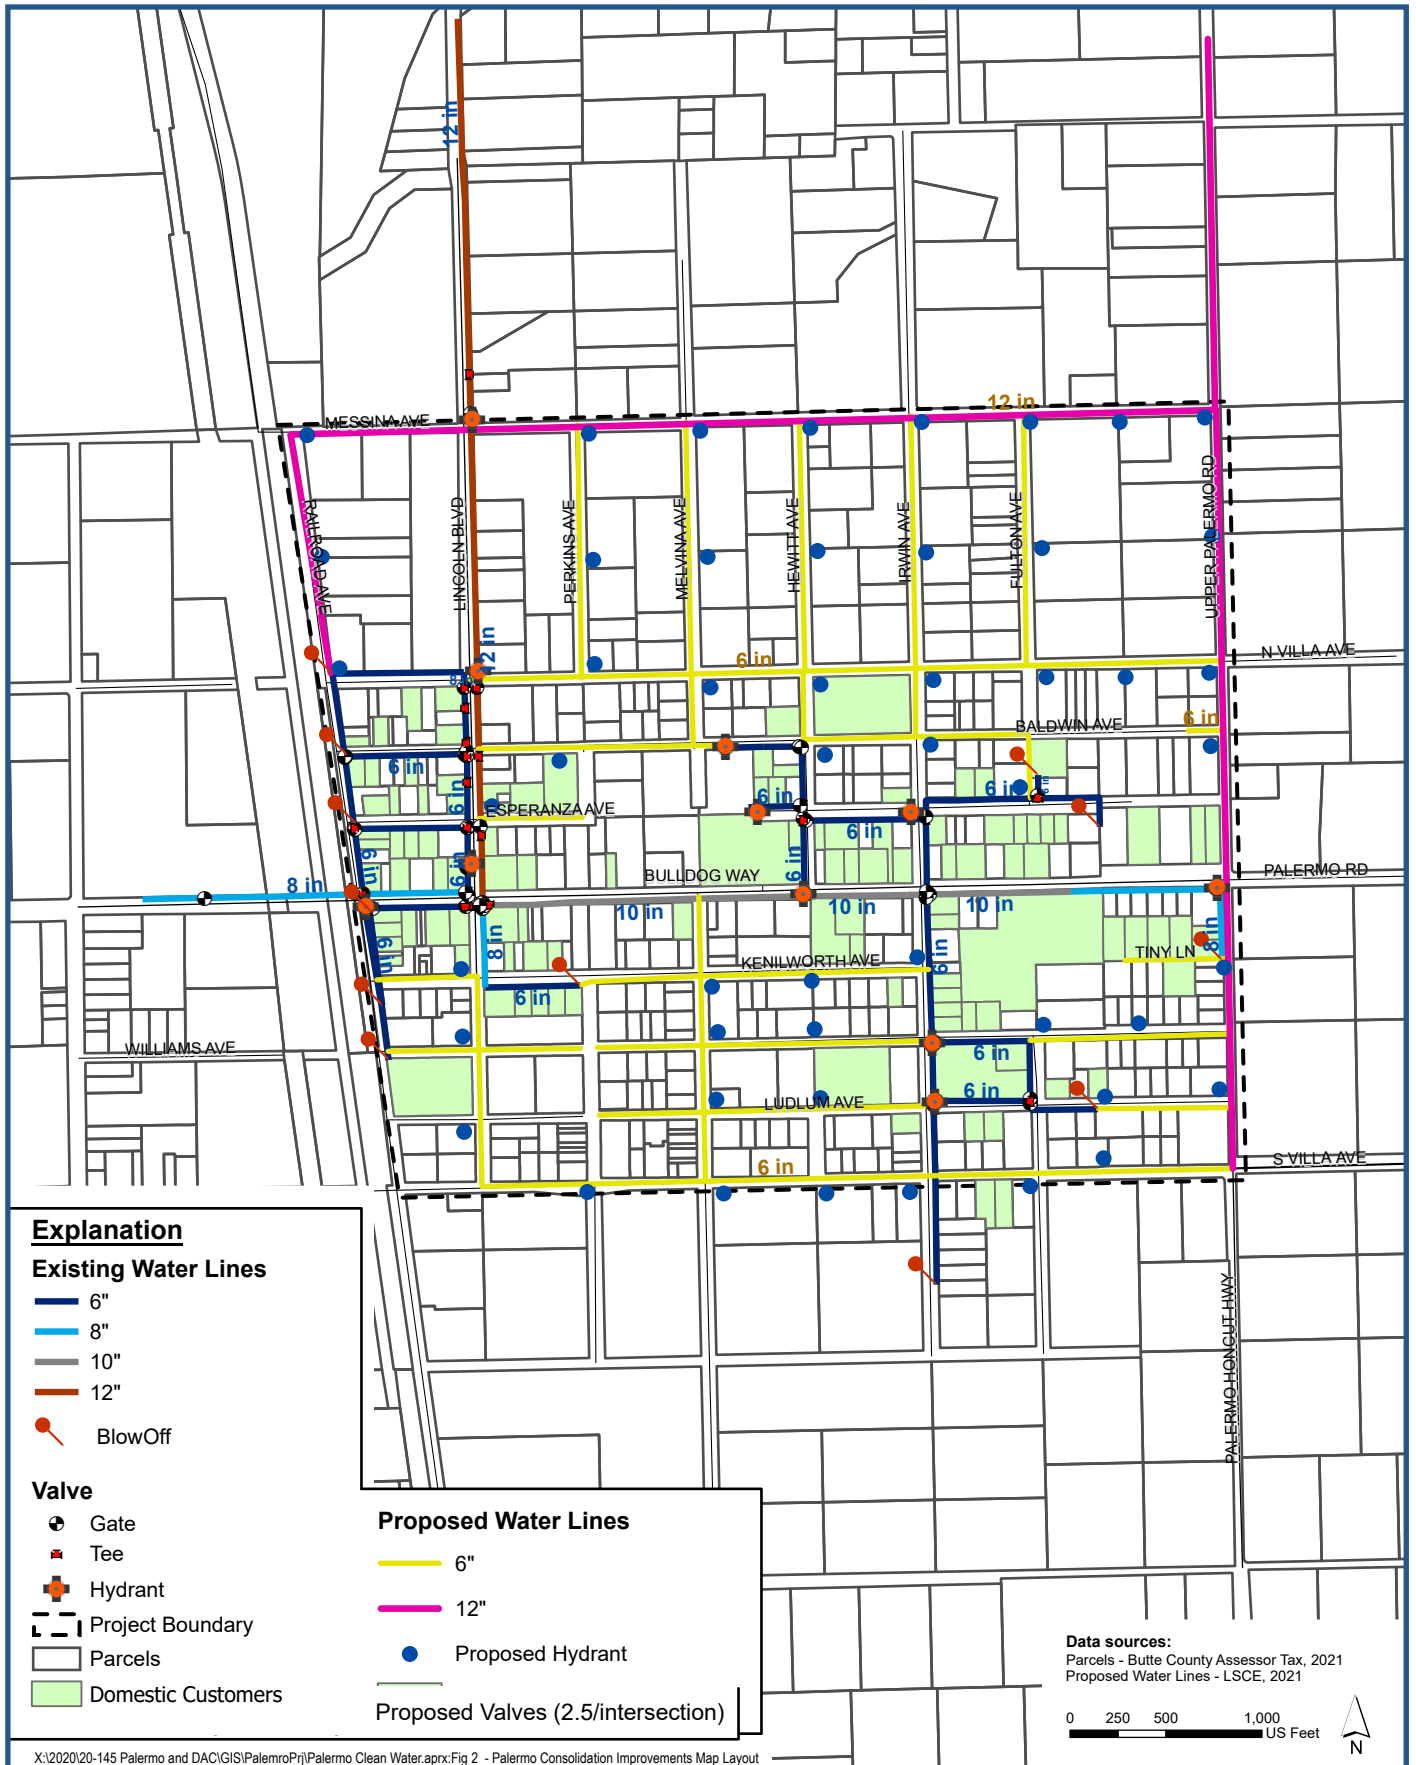 12 in
MESSINA AVE
12 in
RAILROAD AVE
LINCOLN BLVD
PERKINS AVE
MELVINA AVE
HEWITT AVE
IRWIN AVE
FULTON AVE
UPPER PALERMO RD
12 in
6 in
N VILLA AVE
BALDWIN AVE
6 in
6 in
6 in
6 in
6 in
6 in
ESPERANZA AVE
6 in
6 in
6 in
6 in
BULLDOG WAY
PALERMO RD
8 in
10 in
10 in
10 in
6 in
8 in
6 in
8 in
TINY LN
KENILWORTH AVE
6 in
WILLIAMS AVE
6 in
6 in
LUDLUM AVE
6 in
S VILLA AVE
PALERMO HONCUT HWY
Explanation
Existing Water Lines
6"
8"
10"
12"
BlowOff
Valve
Gate
Tee
Hydrant
Project Boundary
Parcels
Domestic Customers
Proposed Water Lines
6"
12"
Proposed Hydrant
Proposed Valves (2.5/intersection)
Data sources:
Parcels - Butte County Assessor Tax, 2021
Proposed Water Lines - LSCE, 2021
0 250 500 1,000
US Feet
N
X:\2020\20-145 Palermo and DAC\GIS\PalemroPrj\Palermo Clean Water.aprx:Fig 2 - Palermo Consolidation Improvements Map Layout